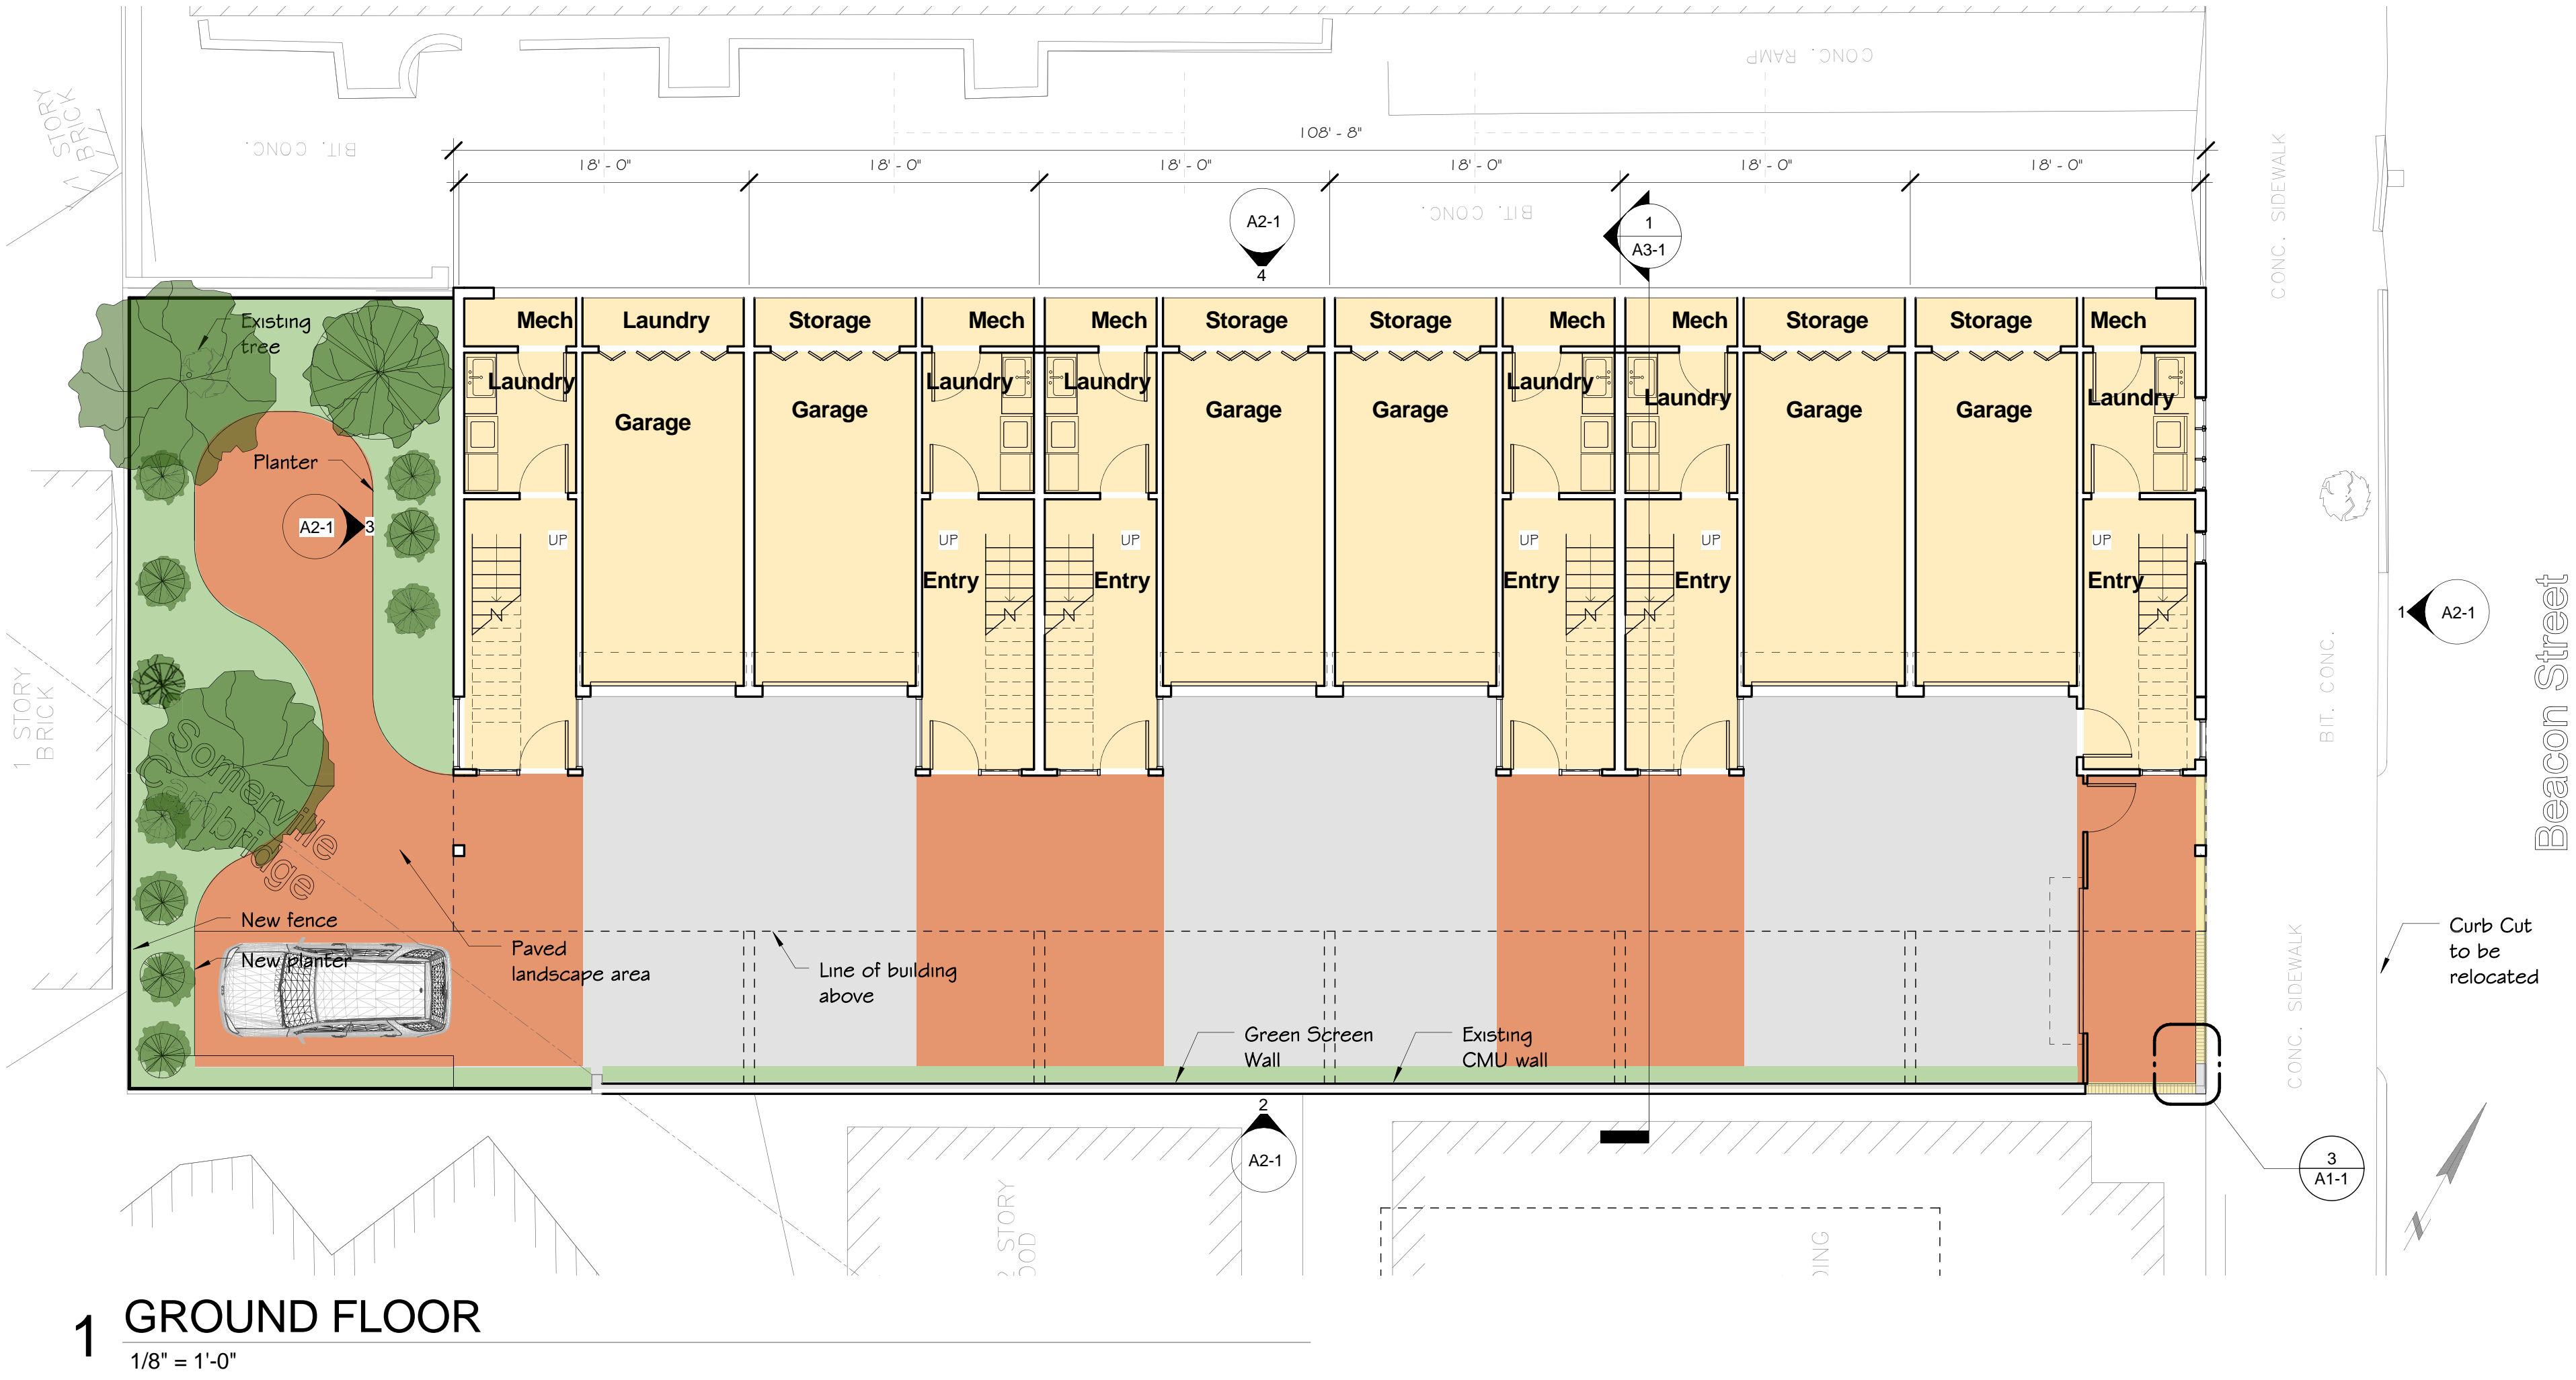 CONC. RAMP
1 STORY
BRICK
BIT. CONC.
108' - 8"
18' - 0"
18' - 0"
18' - 0"
18' - 0"
18' - 0"
18' - 0"
CONC. SIDEWALK
BIT. CONC.
A2-1
4
1
A3-1
Existing
tree
Mech
Laundry
Storage
Mech
Mech
Storage
Storage
Mech
Mech
Storage
Storage
Mech
Laundry
Garage
Garage
Laundry
Laundry
Garage
Garage
Laundry
Laundry
Garage
Garage
Laundry
Planter
A2-1
3
UP
UP
UP
UP
UP
UP
Entry
Entry
Entry
Entry
Entry
1
A2-1
Beacon Street
BIT. CONC.
1 STORY
BRICK
Somerville
Cambridge
New fence
New planter
Paved
landscape area
Line of building
above
Green Screen
Wall
Existing
CMU wall
Curb Cut
to be
relocated
CONC. SIDEWALK
2
A2-1
3
A1-1
STORY
N
1
GROUND FLOOR
1/8" = 1'-0"